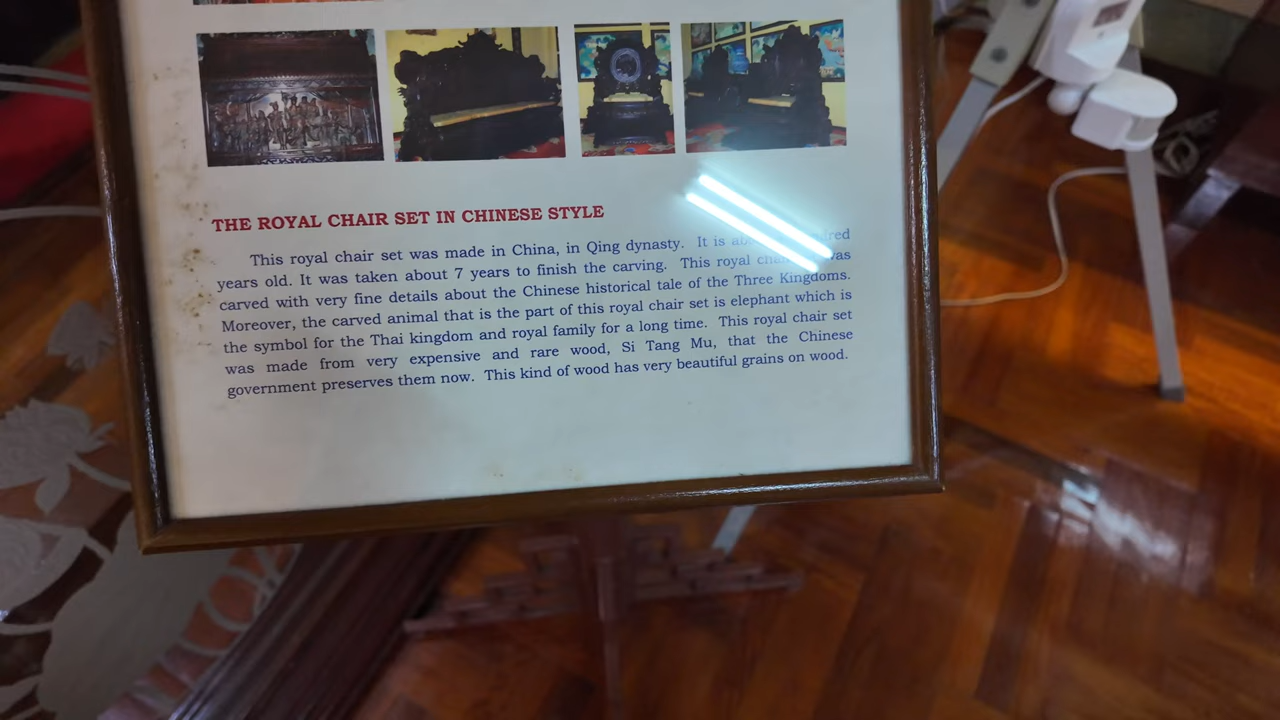 THE ROYAL CHAIR SET IN CHINESE STYLE
This royal chair set was made in China, in Qing dynasty. It is
years old. It was taken about 7 years to finish the carving. This royal
carved with very fine details about the Chinese historical tale of the Three Kingdoms.
Moreover, the carved animal that is the part of this royal chair set is elephant which is
the symbol for the Thai kingdom and royal family for a long time. This royal chair set
was made from very expensive and rare wood, Si Tang Mu, that the Chinese
government preserves them now. This kind of wood has very beautiful grains on wood.